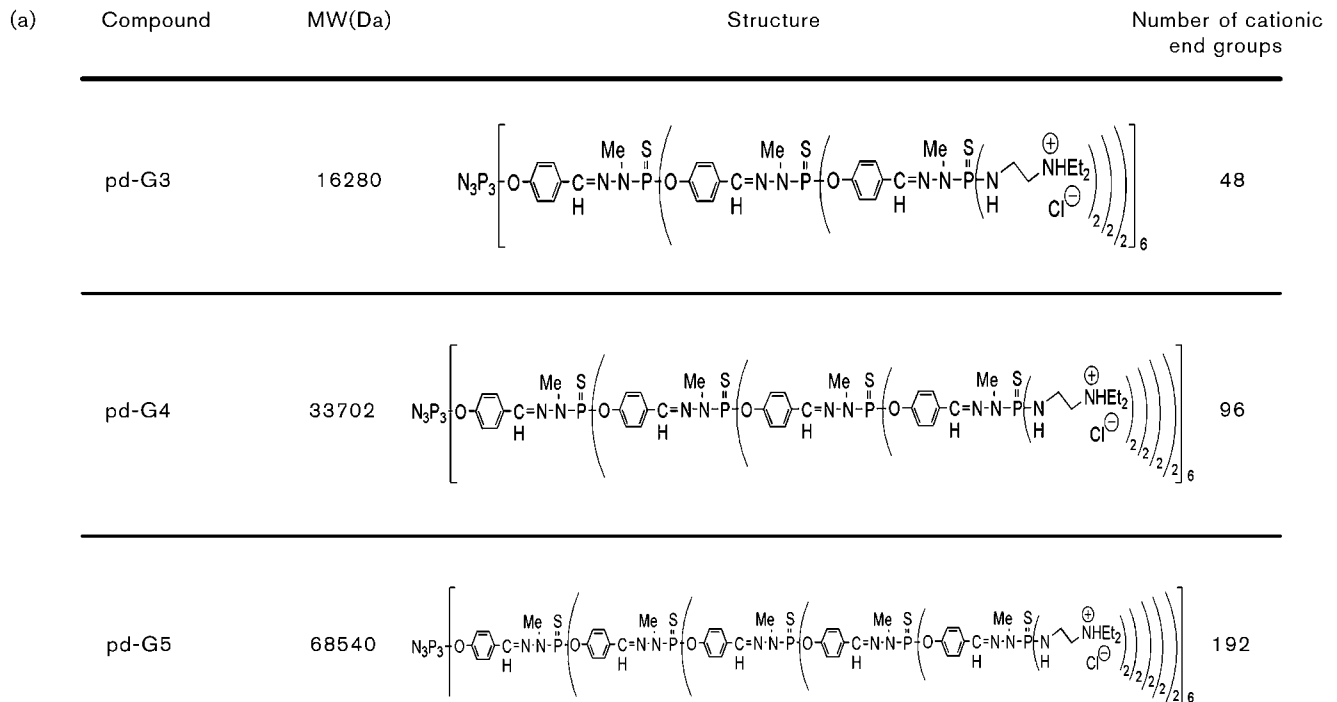 (a) Compound MW(Da) Structure Number of cationic
end groups
Me S Me S Me S ⊕
pd-G3 16280 N₃P₃ O C=N-N-P O C=N-N-P O C=N-N-P N NHEt₂ 48
H H H H Cl⊖ 2 2 2 6
Me S Me S Me S Me S ⊕
pd-G4 33702 N₃P₃ O C=N-N-P O C=N-N-P O C=N-N-P O C=N-N-P N NHEt₂ 96
H H H H H Cl⊖ 2 2 2 2 6
Me S Me S Me S Me S Me S ⊕
pd-G5 68540 N₃P₃ O C=N-N-P O C=N-N-P O C=N-N-P O C=N-N-P O C=N-N-P N NHEt₂ 192
H H H H H H Cl⊖ 2 2 2 2 2 6